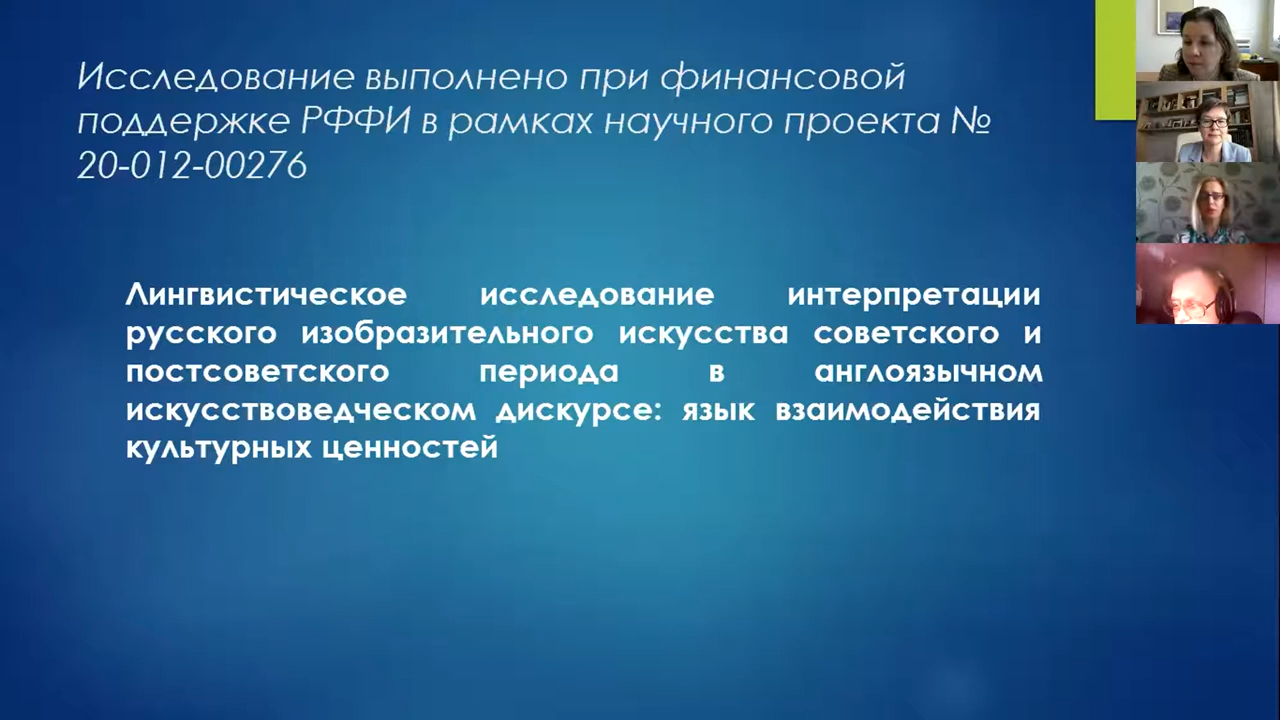 Исследование выполнено при финансовой
поддержке РФФИ в рамках научного проекта №
20-012-00276
Лингвистическое исследование интерпретации
русского изобразительного искусства советского и
постсоветского периода в англоязычном
искусствоведческом дискурсе: язык взаимодействия
культурных ценностей